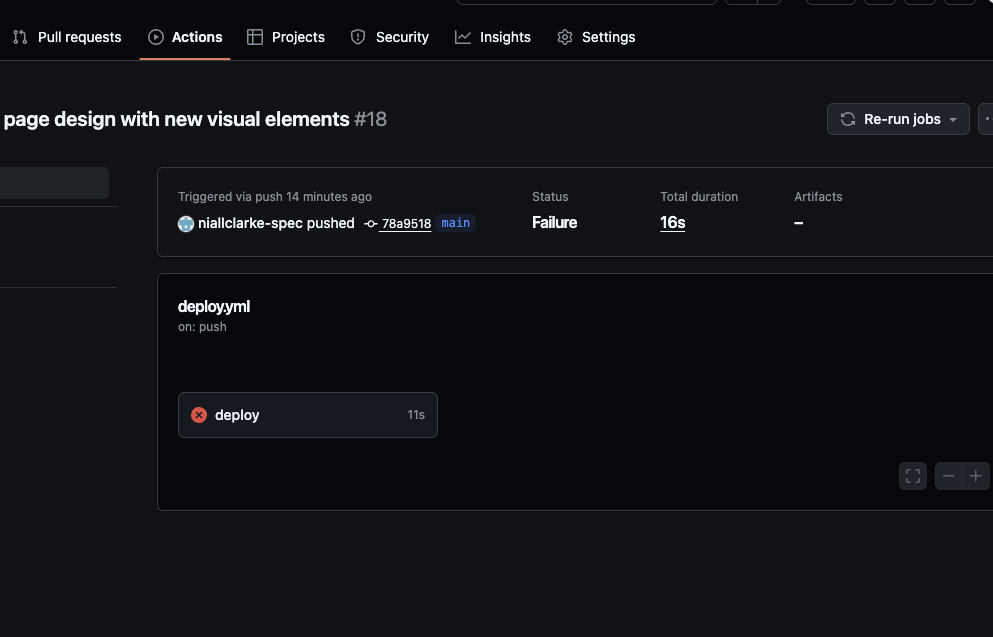 Pull requests Actions Projects Security Insights Settings
page design with new visual elements #18
Re-run jobs
Triggered via push 14 minutes ago Status Total duration Artifacts
niallclarke-spec pushed 78a9518 main Failure 16s –
deploy.yml
on: push
deploy 11s